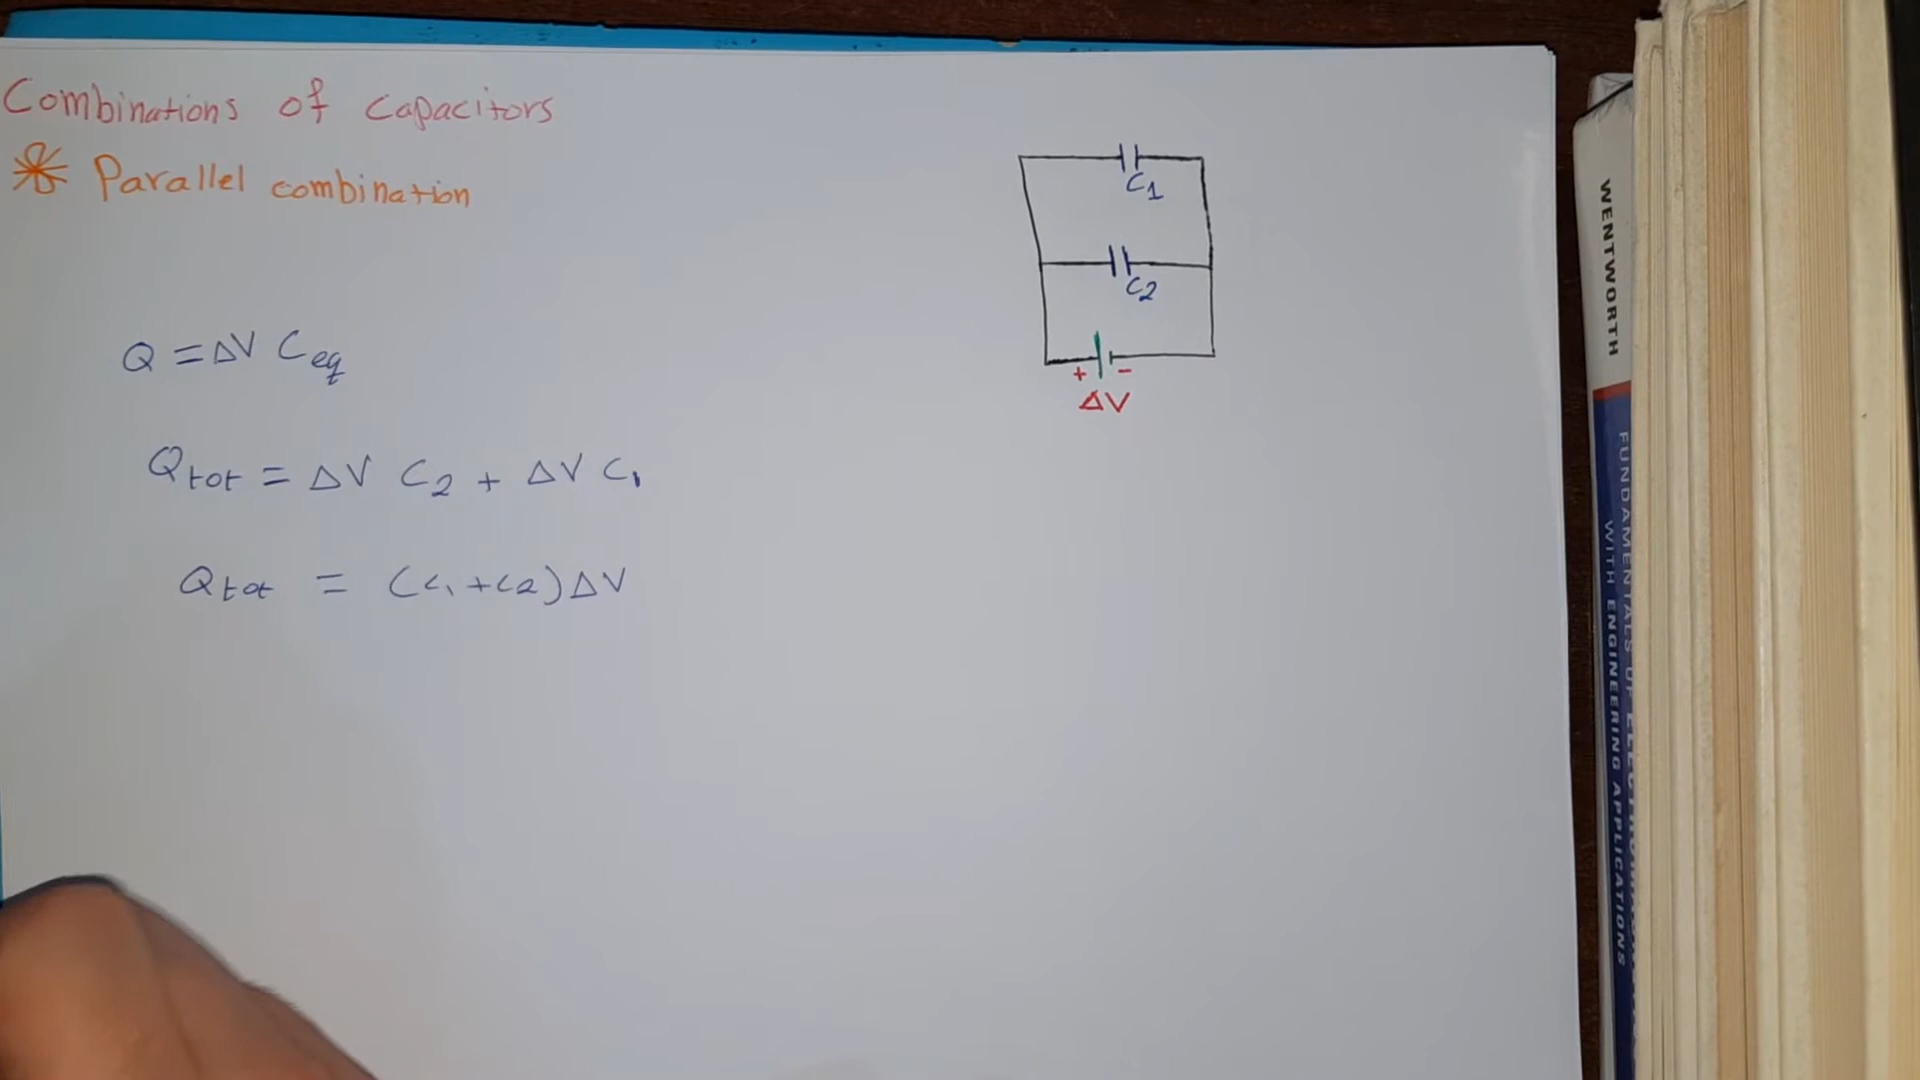 Combinations of Capacitors
* Parallel combination
C1
C2
+ -
ΔV
Q = ΔV Ceq
Qtot = ΔV C2 + ΔV C1
Qtot = (C1 + C2) ΔV
WENTWORTH
FUNDAMENTALS OF
WITH ENGINEERING APPLICATIONS